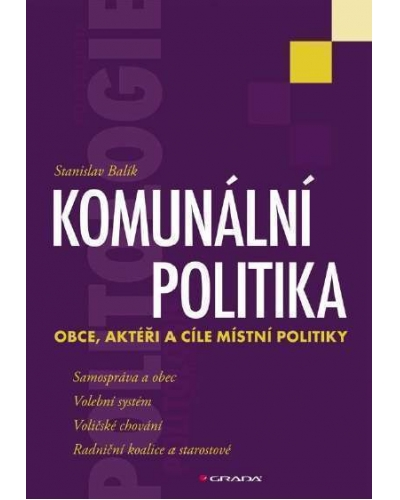 POLITOLOGIE
Stanislav Balík
KOMUNÁLNÍ
POLITIKA
OBCE, AKTÉŘI A CÍLE MÍSTNÍ POLITIKY
Samospráva a obec
Volební systém
Voličské chování
Radniční koalice a starostové
GRADA